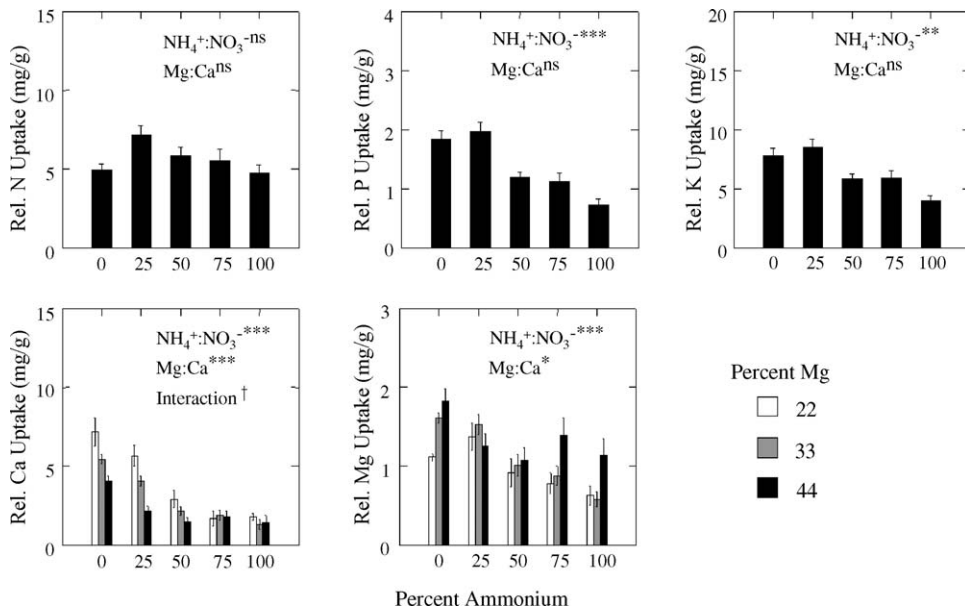 Rel. N Uptake (mg/g)
15
10
5
0
NH₄⁺:NO₃⁻ns
Mg:Caⁿˢ
0 25 50 75 100
Rel. P Uptake (mg/g)
4
3
2
1
0
NH₄⁺:NO₃⁻***
Mg:Caⁿˢ
0 25 50 75 100
Rel. K Uptake (mg/g)
20
15
10
5
0
NH₄⁺:NO₃⁻**
Mg:Caⁿˢ
0 25 50 75 100
Rel. Ca Uptake (mg/g)
15
10
5
0
NH₄⁺:NO₃⁻***
Mg:Ca***
Interaction †
0 25 50 75 100
Rel. Mg Uptake (mg/g)
3
2
1
0
NH₄⁺:NO₃⁻***
Mg:Ca*
0 25 50 75 100
Percent Mg
22
33
44
Percent Ammonium